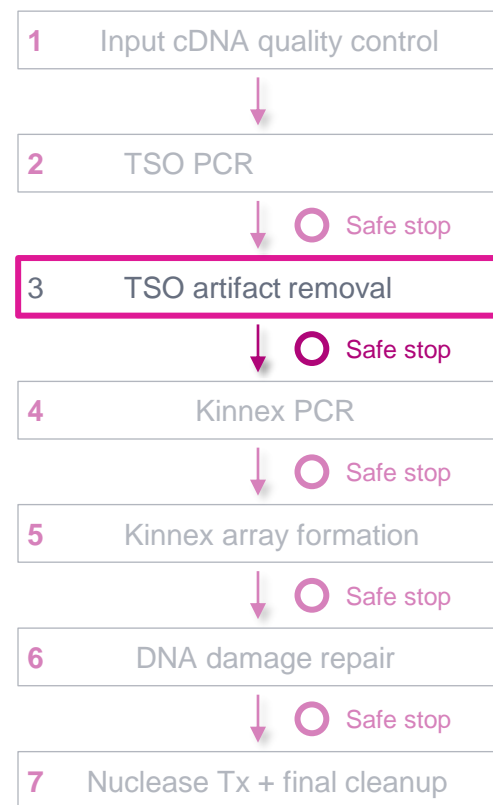 1 Input cDNA quality control
2 TSO PCR
Safe stop
3 TSO artifact removal
Safe stop
4 Kinnex PCR
Safe stop
5 Kinnex array formation
Safe stop
6 DNA damage repair
Safe stop
7 Nuclease Tx + final cleanup